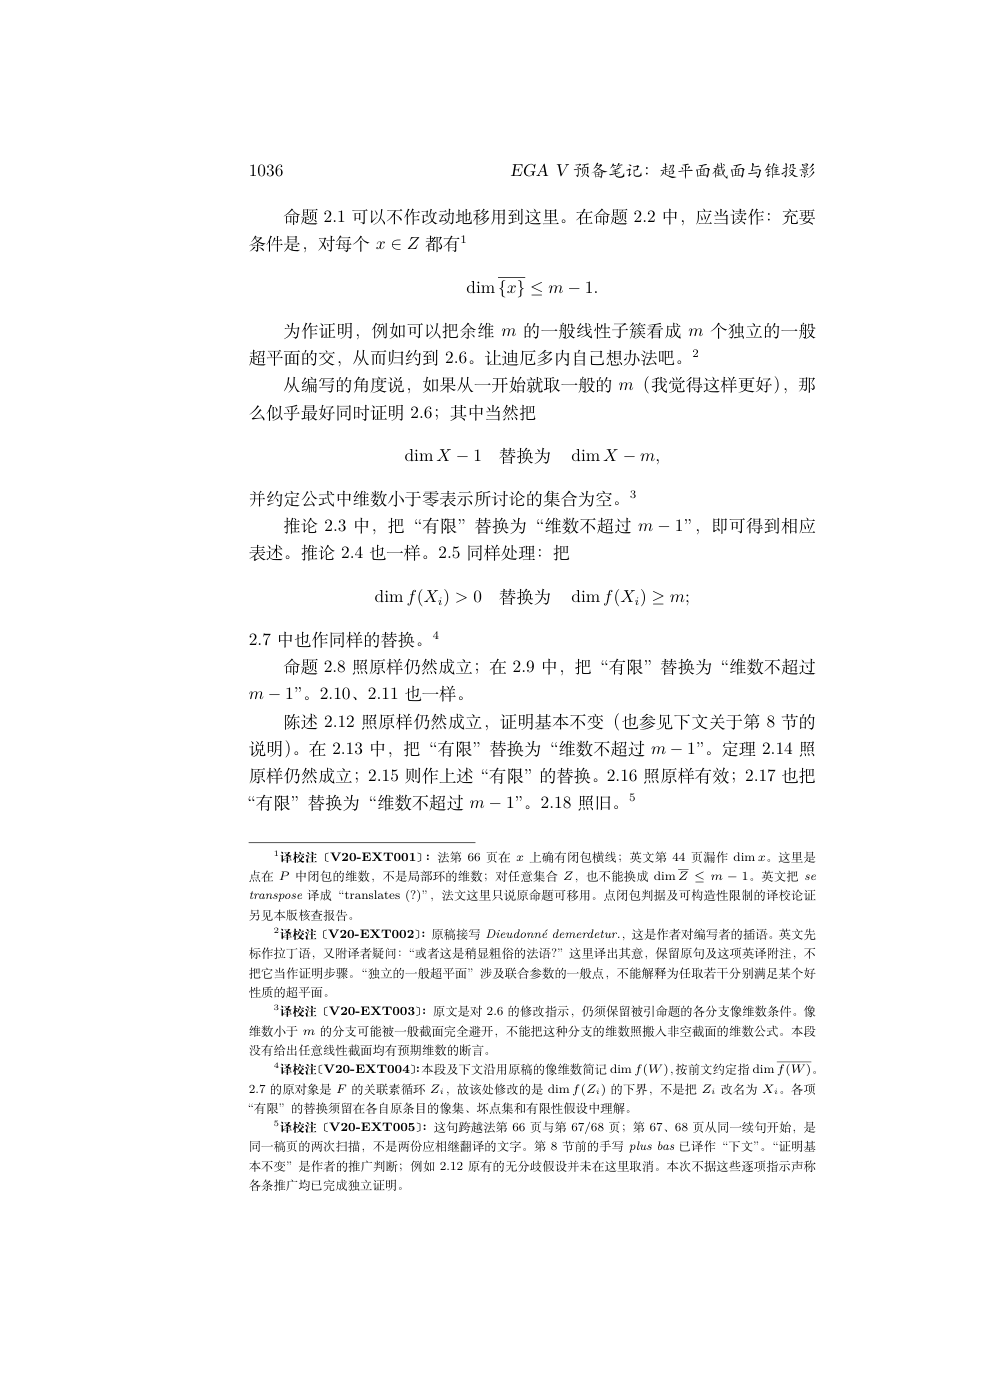 1036 EGA V 预备笔记：超平面截面与锥投影
命题 2.1 可以不作改动地移用到这里。在命题 2.2 中，应当读作：充要
条件是，对每个 x ∈ Z 都有¹
dim \overline{\{x\}} ≤ m − 1.
为作证明，例如可以把余维 m 的一般线性子簇看成 m 个独立的一般
超平面的交，从而归约到 2.6。让迪厄多内自己想办法吧。²
从编写的角度说，如果从一开始就取一般的 m（我觉得这样更好），那
么似乎最好同时证明 2.6；其中当然把
dim X − 1 替换为 dim X − m,
并约定公式中维数小于零表示所讨论的集合为空。³
推论 2.3 中，把 “有限” 替换为 “维数不超过 m − 1”，即可得到相应
表述。推论 2.4 也一样。2.5 同样处理：把
dim f(Xᵢ) > 0 替换为 dim f(Xᵢ) ≥ m;
2.7 中也作同样的替换。⁴
命题 2.8 照原样仍然成立；在 2.9 中，把 “有限” 替换为 “维数不超过
m − 1”。2.10、2.11 也一样。
陈述 2.12 照原样仍然成立，证明基本不变（也参见下文关于第 8 节的
说明）。在 2.13 中，把 “有限” 替换为 “维数不超过 m − 1”。定理 2.14 照
原样仍然成立；2.15 则作上述 “有限” 的替换。2.16 照原样有效；2.17 也把
“有限” 替换为 “维数不超过 m − 1”。2.18 照旧。⁵
¹译校注〔V20-EXT001〕：法第 66 页在 x 上确有闭包横线；英文第 44 页漏作 dim x。这里是
点在 P 中闭包的维数，不是局部环的维数；对任意集合 Z，也不能换成 dim \overline{Z} ≤ m − 1。英文把 se
transpose 译成 “translates (?)”，法文这里只说原命题可移用。点闭包判据及可构造性限制的译校论证
另见本版核查报告。
²译校注〔V20-EXT002〕：原稿接写 Dieudonné demerdetur.，这是作者对编写者的插语。英文先
标作拉丁语，又附译者疑问：“或者这是稍显粗俗的法语?” 这里译出其意，保留原句及这项英译附注，不
把它当作证明步骤。“独立的一般超平面” 涉及联合参数的一般点，不能解释为任取若干分别满足某个好
性质的超平面。
³译校注〔V20-EXT003〕：原文是对 2.6 的修改指示，仍须保留被引命题的各分支像维数条件。像
维数小于 m 的分支可能被一般截面完全避开，不能把这种分支的维数照搬入非空截面的维数公式。本段
没有给出任意线性截面均有预期维数的断言。
⁴译校注〔V20-EXT004〕：本段及下文沿用原稿的像维数简记 dim f(W)，按前文约定指 dim \overline{f(W)}。
2.7 的原对象是 F 的关联素循环 Zᵢ，故该处修改的是 dim f(Zᵢ) 的下界，不是把 Zᵢ 改名为 Xᵢ。各项
“有限” 的替换须留在各自原条目的像集、坏点集和有限性假设中理解。
⁵译校注〔V20-EXT005〕：这句跨越法第 66 页与第 67/68 页；第 67、68 页从同一续句开始，是
同一稿页的两次扫描，不是两份应相继翻译的文字。第 8 节前的手写 plus bas 已译作 “下文”。“证明基
本不变” 是作者的推广判断；例如 2.12 原有的无分歧假设并未在这里取消。本次不据这些逐项指示声称
各条推广均已完成独立证明。